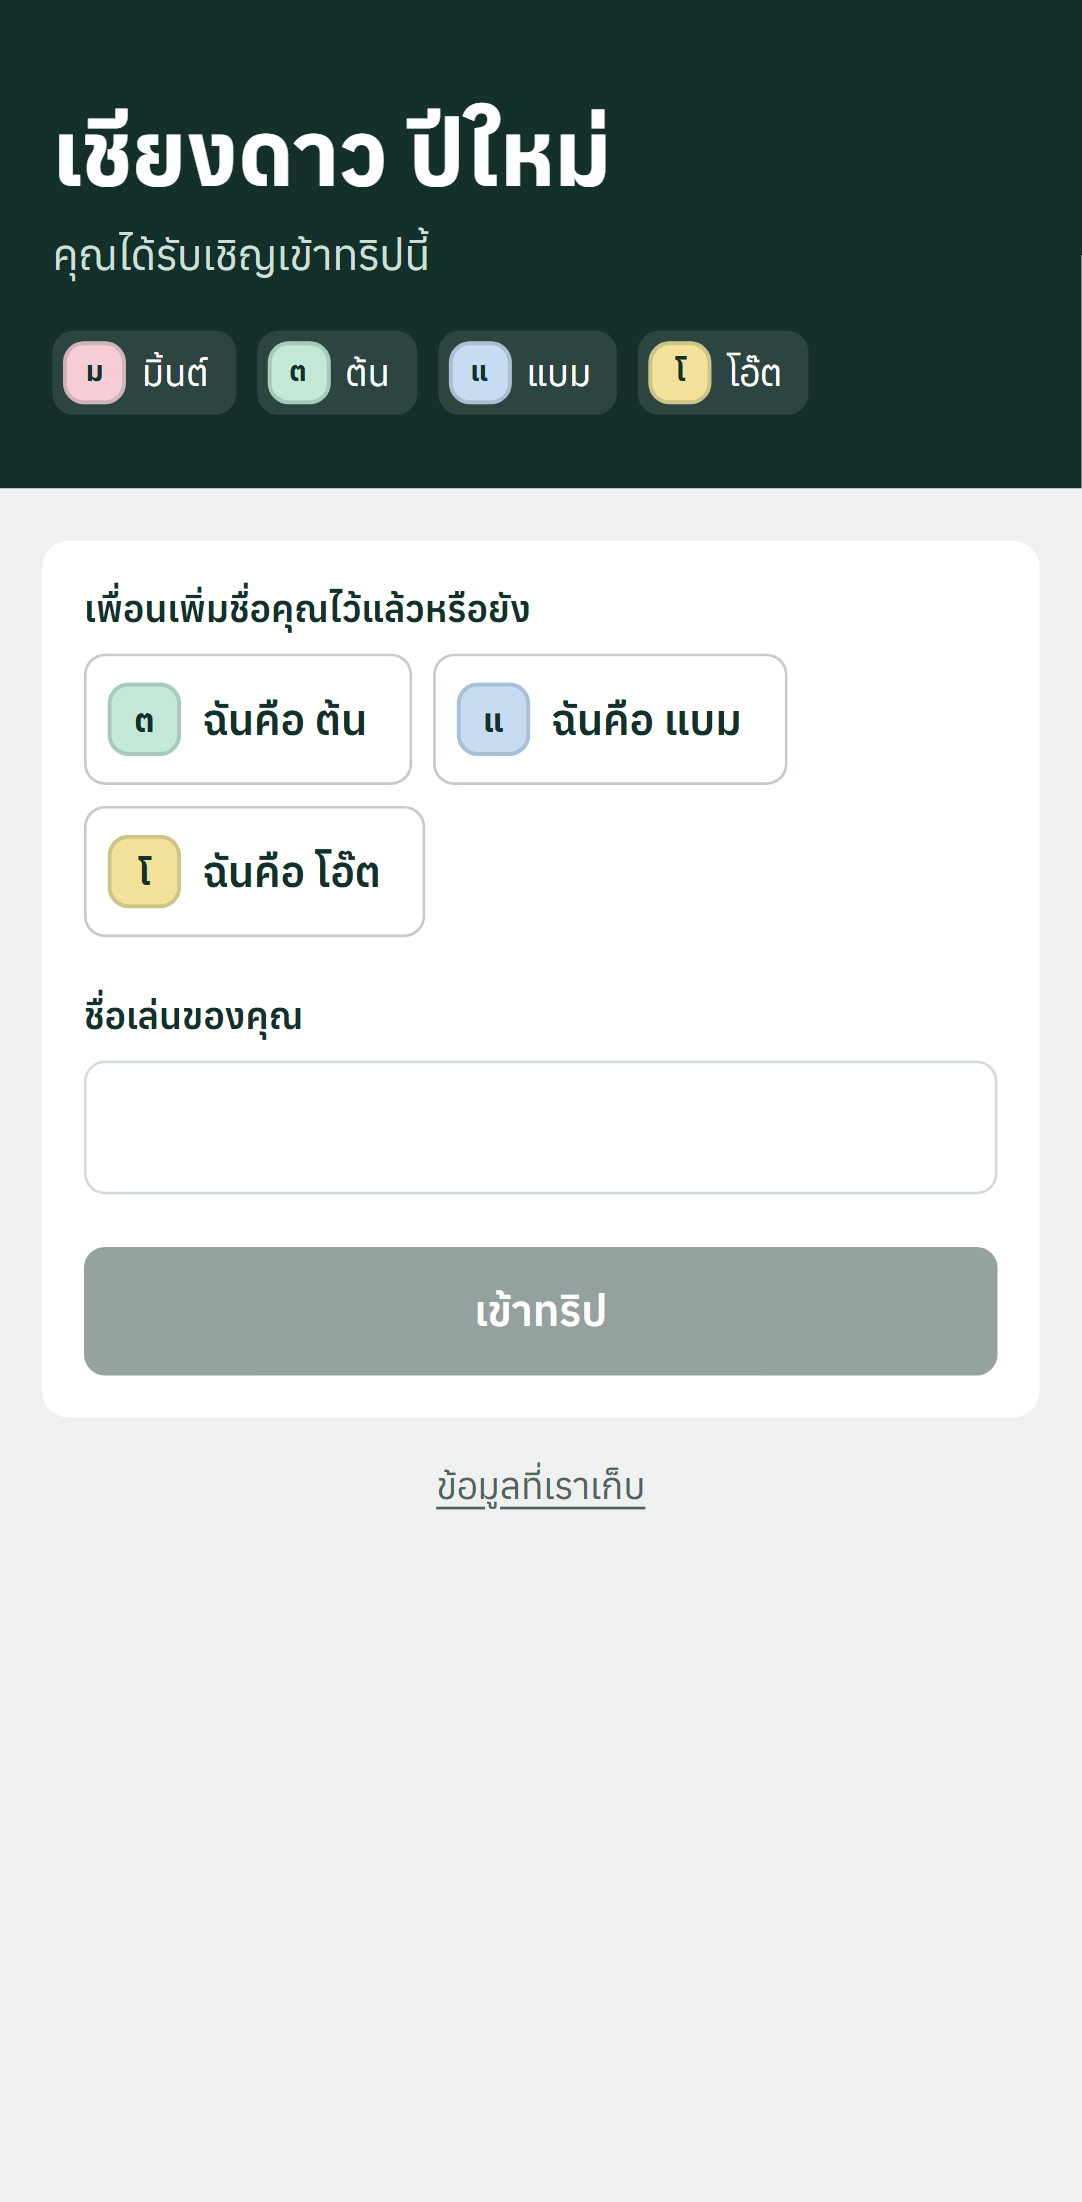 เชียงดาว ปีใหม่
คุณได้รับเชิญเข้าทริปนี้
ม มิ้นต์ ต ต้น แ แบม โ โอ๊ต
เพื่อนเพิ่มชื่อคุณไว้แล้วหรือยัง
ต ฉันคือ ต้น แ ฉันคือ แบม
โ ฉันคือ โอ๊ต
ชื่อเล่นของคุณ
เข้าทริป
ข้อมูลที่เราเก็บ